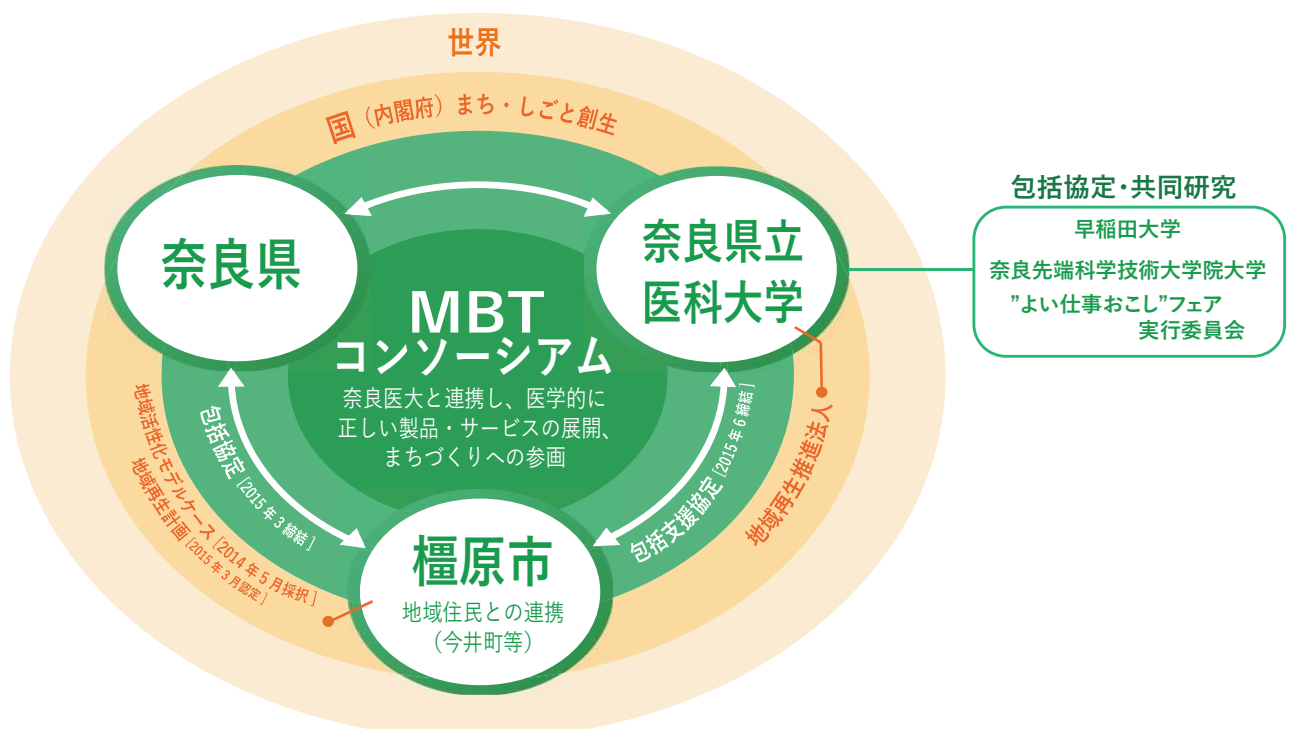 世界
国（内閣府）まち・しごと創生
奈良県
奈良県立
医科大学
包括協定・共同研究
早稲田大学
奈良先端科学技術大学院大学
”よい仕事おこし”フェア
実行委員会
MBT
コンソーシアム
奈良医大と連携し、医学的に
正しい製品・サービスの展開、
まちづくりへの参画
包括協定［2015年3締結］
包括支援協定［2015年6締結］
地域活性化モデルケース［2014年5月採択］
地域再生計画［2015年3月認定］
地域再生推進法人
橿原市
地域住民との連携
（今井町等）